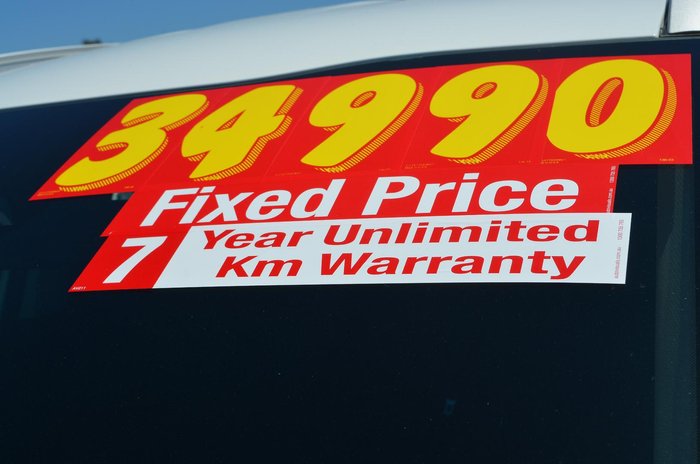 34990
Fixed Price
7 Year Unlimited
Km Warranty